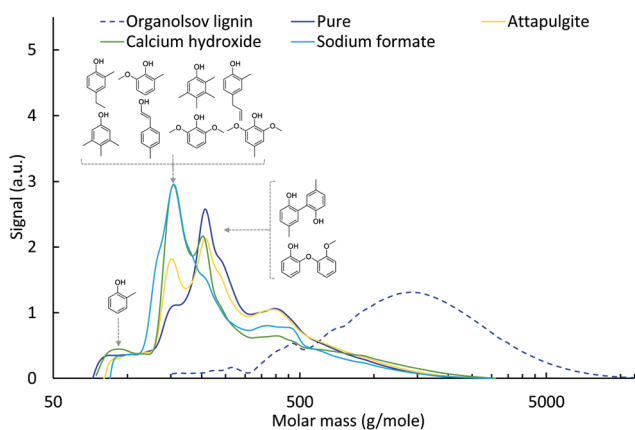 Organolsov lignin Pure Attapulgite
Calcium hydroxide Sodium formate
5
4
3
2
1
0
Signal (a.u.)
OH
OH
O
OH
OH
OH
OH
OH
O O
OH
O O
OH
OH
OH
O
O
OH
50 500 5000
Molar mass (g/mole)